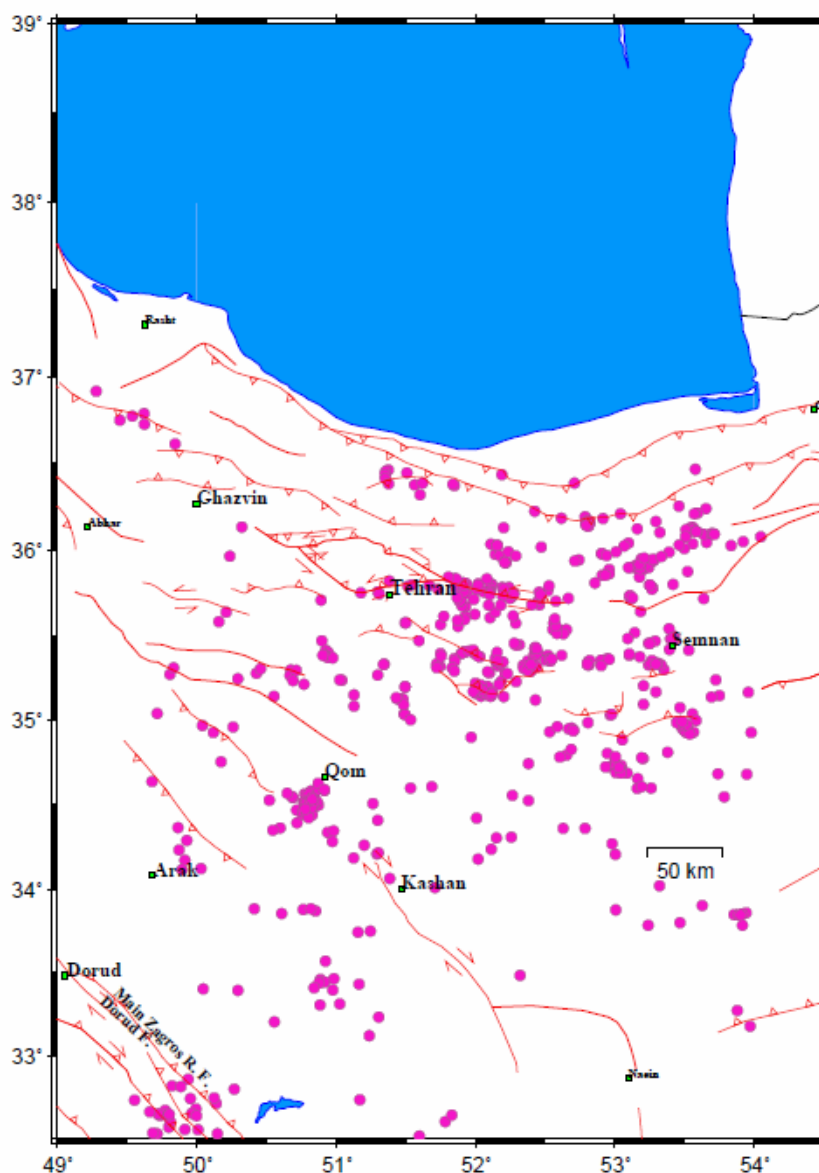 39°
38°
37°
Rasht
Ghazvin
Abhar
36°
Tehran
Semnan
35°
Qom
50 km
34°
Arak
Kashan
Dorud
Main Zagros R. F.
Dorud F.
33°
Naein
49°
50°
51°
52°
53°
54°